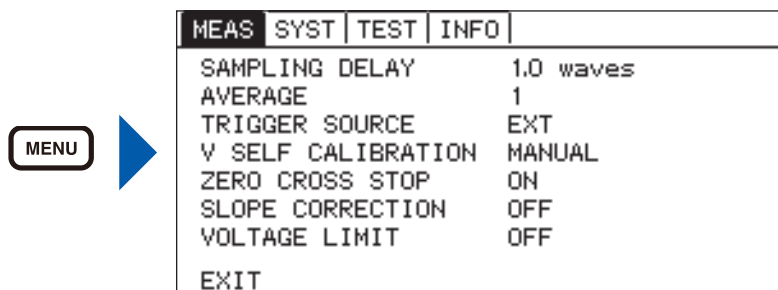 MENU
MEAS SYST TEST INFO
SAMPLING DELAY 1.0 waves
AVERAGE 1
TRIGGER SOURCE EXT
V SELF CALIBRATION MANUAL
ZERO CROSS STOP ON
SLOPE CORRECTION OFF
VOLTAGE LIMIT OFF
EXIT